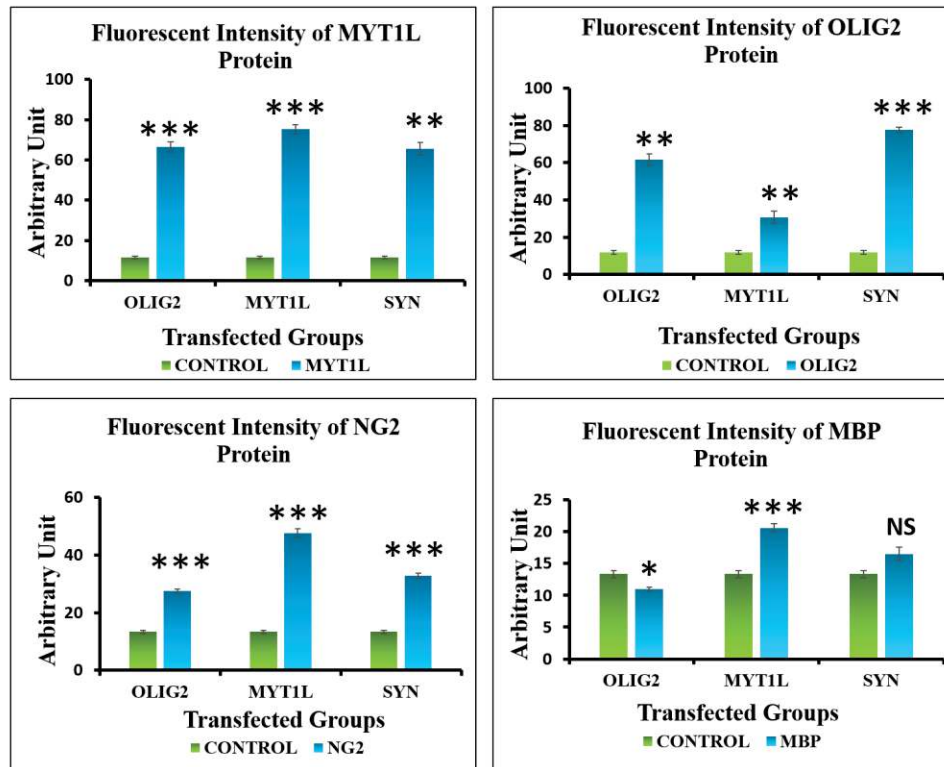 Fluorescent Intensity of MYT1L
Protein
100
80
60
40
20
0
Arbitrary Unit
***
***
**
OLIG2 MYT1L SYN
Transfected Groups
CONTROL MYT1L
Fluorescent Intensity of OLIG2
Protein
100
80
60
40
20
0
Arbitrary Unit
**
**
***
OLIG2 MYT1L SYN
Transfected Groups
CONTROL OLIG2
Fluorescent Intensity of NG2
Protein
60
40
20
0
Arbitrary Unit
***
***
***
OLIG2 MYT1L SYN
Transfected Groups
CONTROL NG2
Fluorescent Intensity of MBP
Protein
25
20
15
10
5
0
Arbitrary Unit
*
***
NS
OLIG2 MYT1L SYN
Transfected Groups
CONTROL MBP